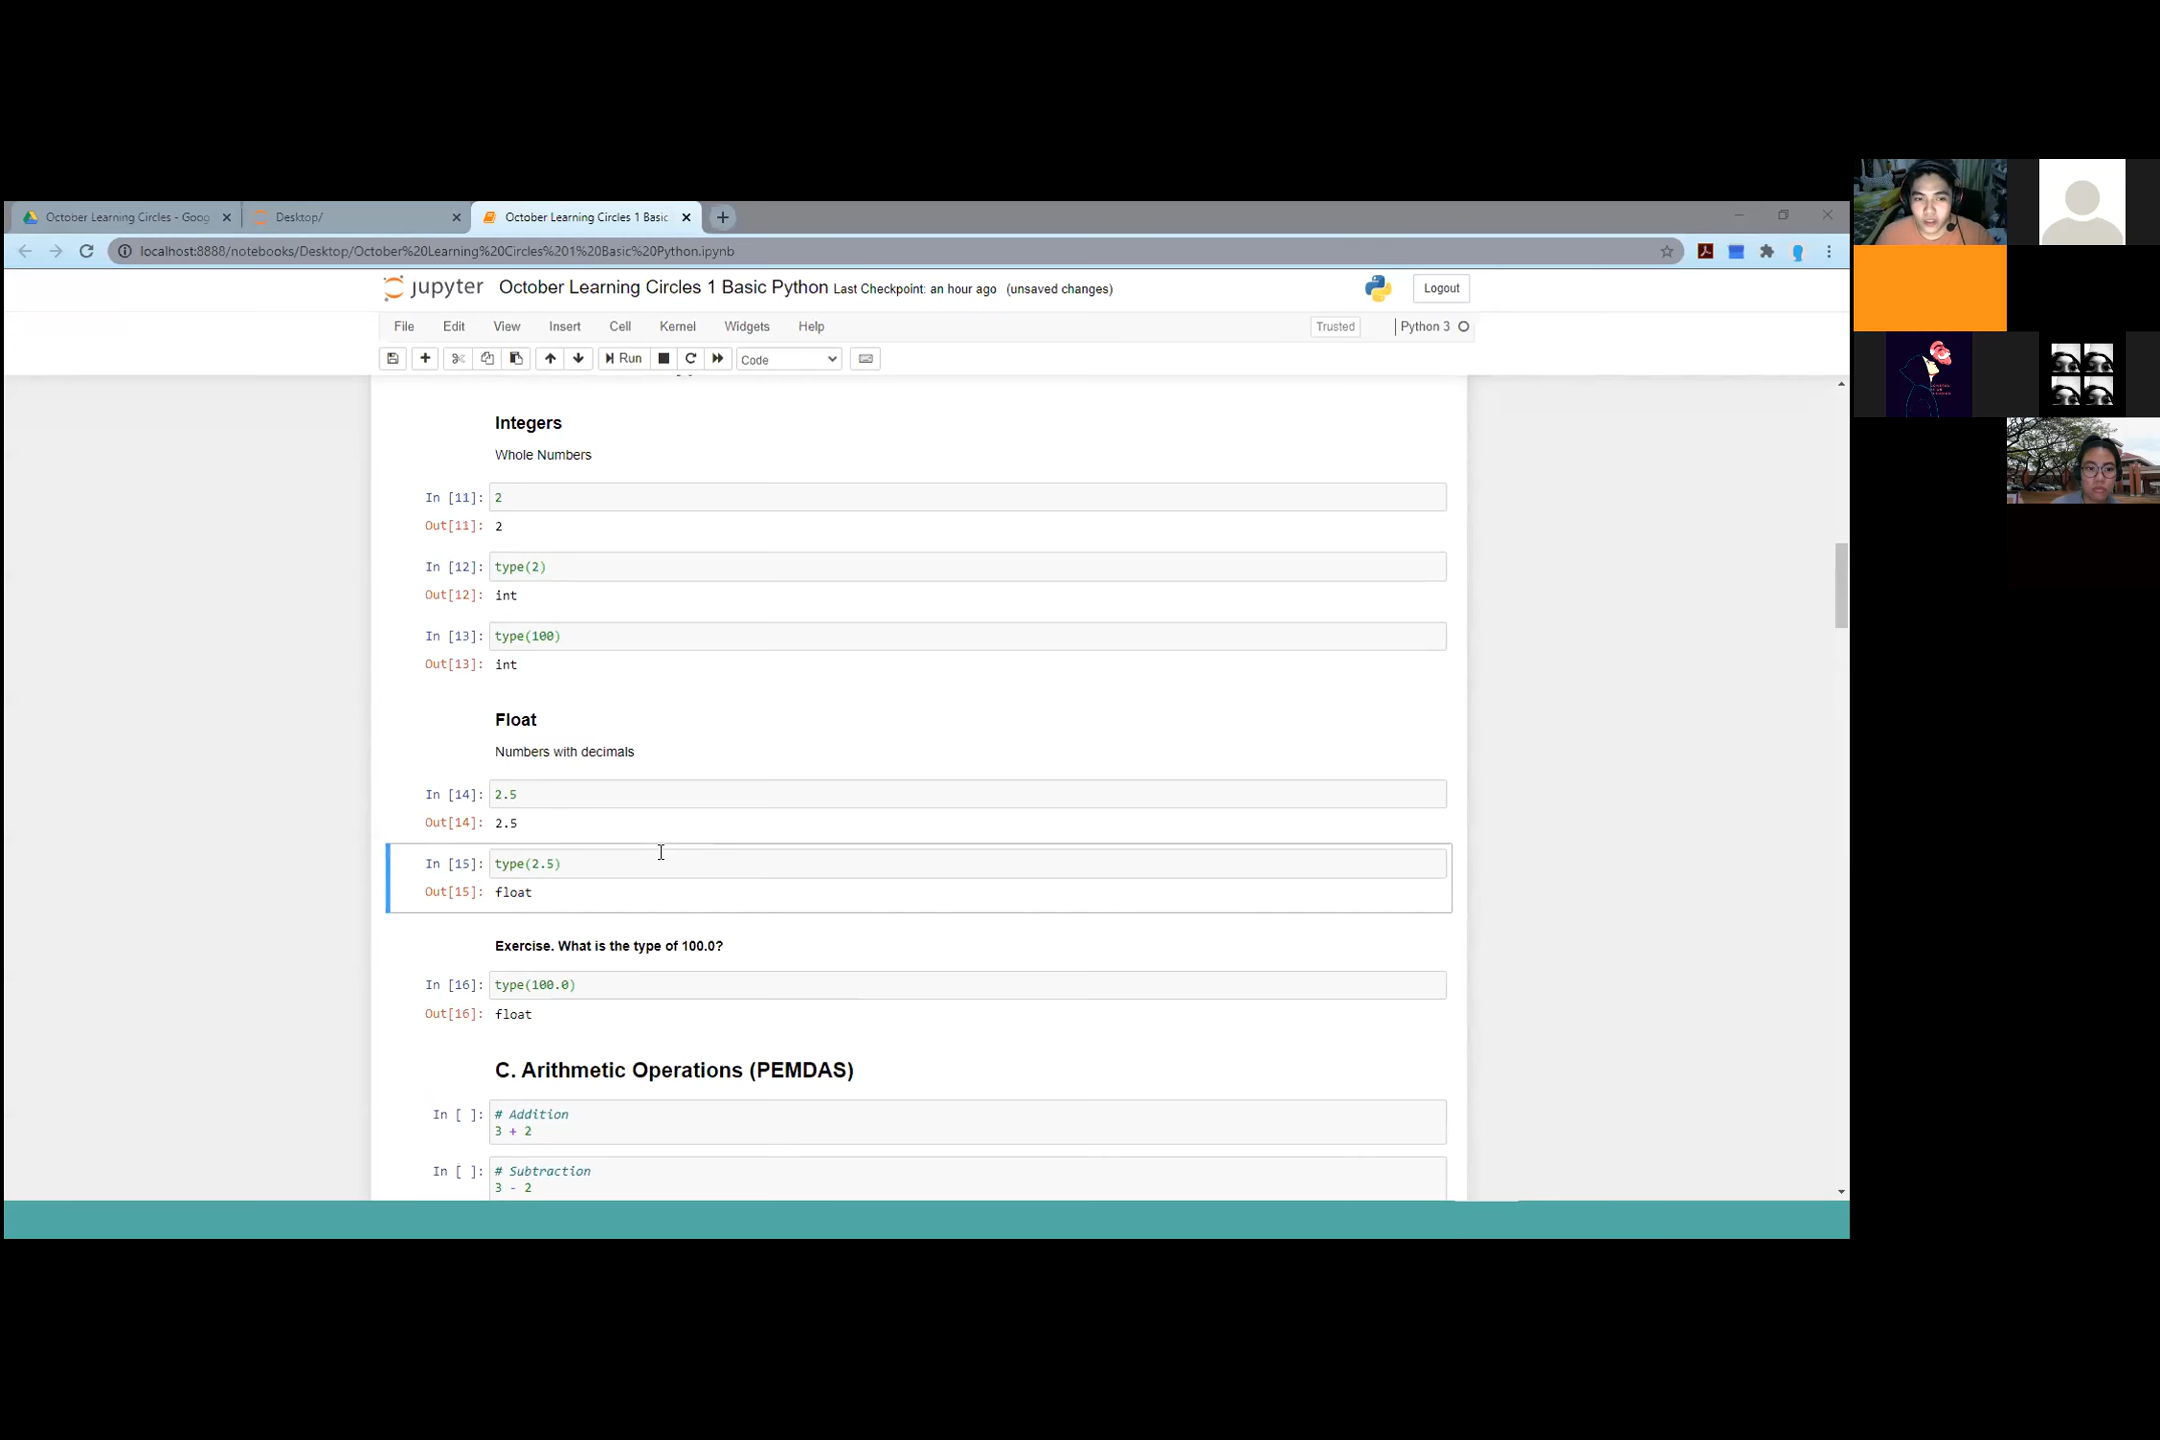 October Learning Circles - Goog
Desktop/
October Learning Circles 1 Basic
localhost:8888/notebooks/Desktop/October%20Learning%20Circles%201%20Basic%20Python.ipynb
jupyter October Learning Circles 1 Basic Python Last Checkpoint: an hour ago (unsaved changes)
Logout
File Edit View Insert Cell Kernel Widgets Help
Trusted
Python 3
Run
Code
Integers
Whole Numbers
In [11]: 2
Out[11]: 2
In [12]: type(2)
Out[12]: int
In [13]: type(100)
Out[13]: int
Float
Numbers with decimals
In [14]: 2.5
Out[14]: 2.5
In [15]: type(2.5)
Out[15]: float
Exercise. What is the type of 100.0?
In [16]: type(100.0)
Out[16]: float
C. Arithmetic Operations (PEMDAS)
In [ ]: # Addition
3 + 2
In [ ]: # Subtraction
3 - 2